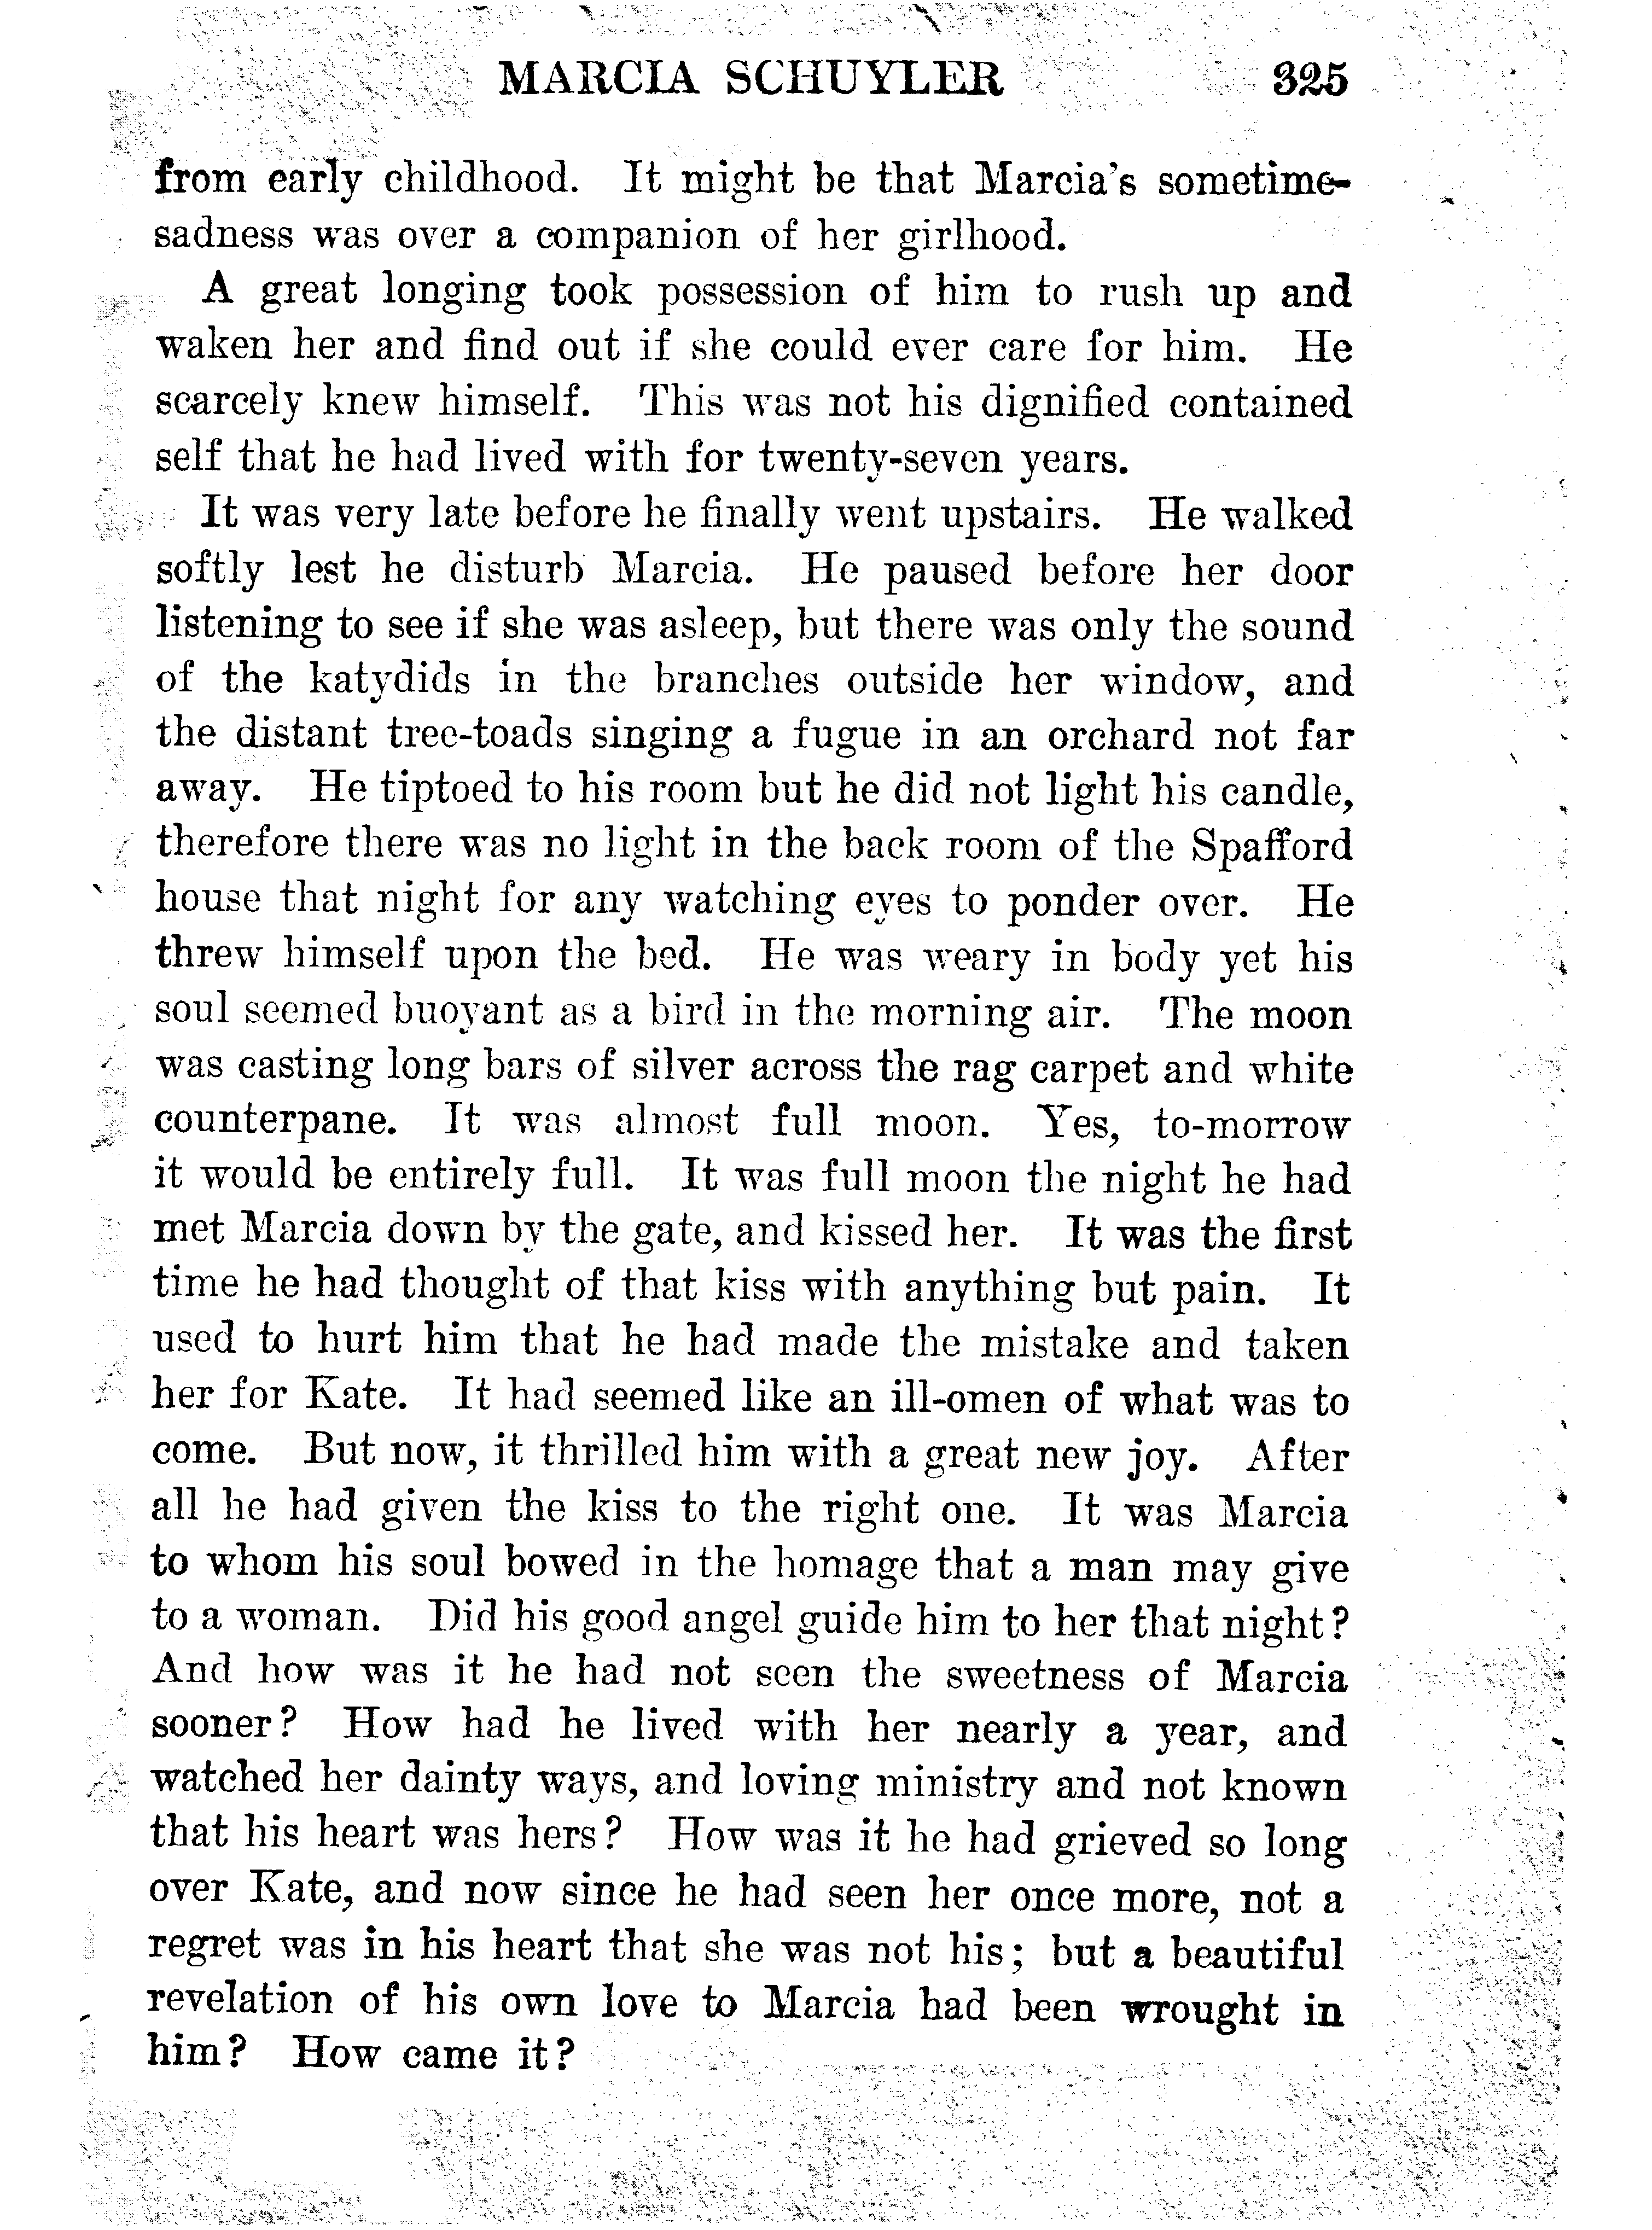 MARCIA SCHUYLER 325
from early childhood. It might be that Marcia's sometime-
sadness was over a companion of her girlhood.
A great longing took possession of him to rush up and
waken her and find out if she could ever care for him. He
scarcely knew himself. This was not his dignified contained
self that he had lived with for twenty-seven years.
It was very late before he finally went upstairs. He walked
softly lest he disturb Marcia. He paused before her door
listening to see if she was asleep, but there was only the sound
of the katydids in the branches outside her window, and
the distant tree-toads singing a fugue in an orchard not far
away. He tiptoed to his room but he did not light his candle,
therefore there was no light in the back room of the Spafford
house that night for any watching eyes to ponder over. He
threw himself upon the bed. He was weary in body yet his
soul seemed buoyant as a bird in the morning air. The moon
was casting long bars of silver across the rag carpet and white
counterpane. It was almost full moon. Yes, to-morrow
it would be entirely full. It was full moon the night he had
met Marcia down by the gate, and kissed her. It was the first
time he had thought of that kiss with anything but pain. It
used to hurt him that he had made the mistake and taken
her for Kate. It had seemed like an ill-omen of what was to
come. But now, it thrilled him with a great new joy. After
all he had given the kiss to the right one. It was Marcia
to whom his soul bowed in the homage that a man may give
to a woman. Did his good angel guide him to her that night?
And how was it he had not seen the sweetness of Marcia
sooner? How had he lived with her nearly a year, and
watched her dainty ways, and loving ministry and not known
that his heart was hers? How was it he had grieved so long
over Kate, and now since he had seen her once more, not a
regret was in his heart that she was not his; but a beautiful
revelation of his own love to Marcia had been wrought in
him? How came it?